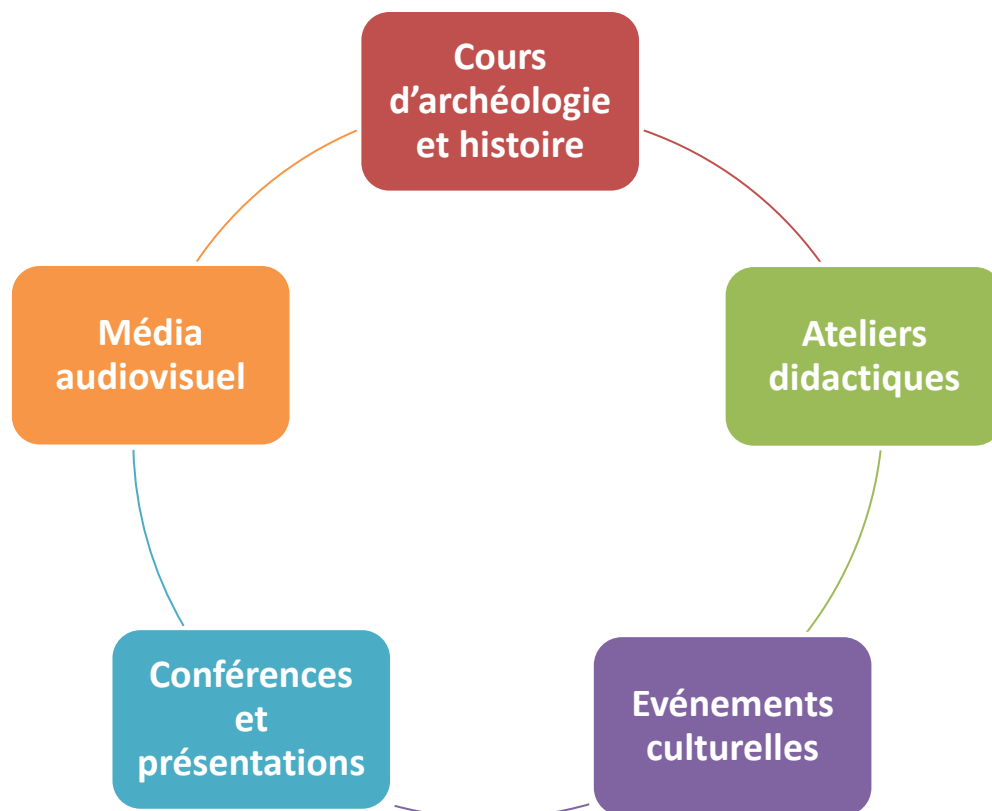 Cours
d’archéologie
et histoire
Média
audiovisuel
Ateliers
didactiques
Conférences
et
présentations
Evénements
culturelles